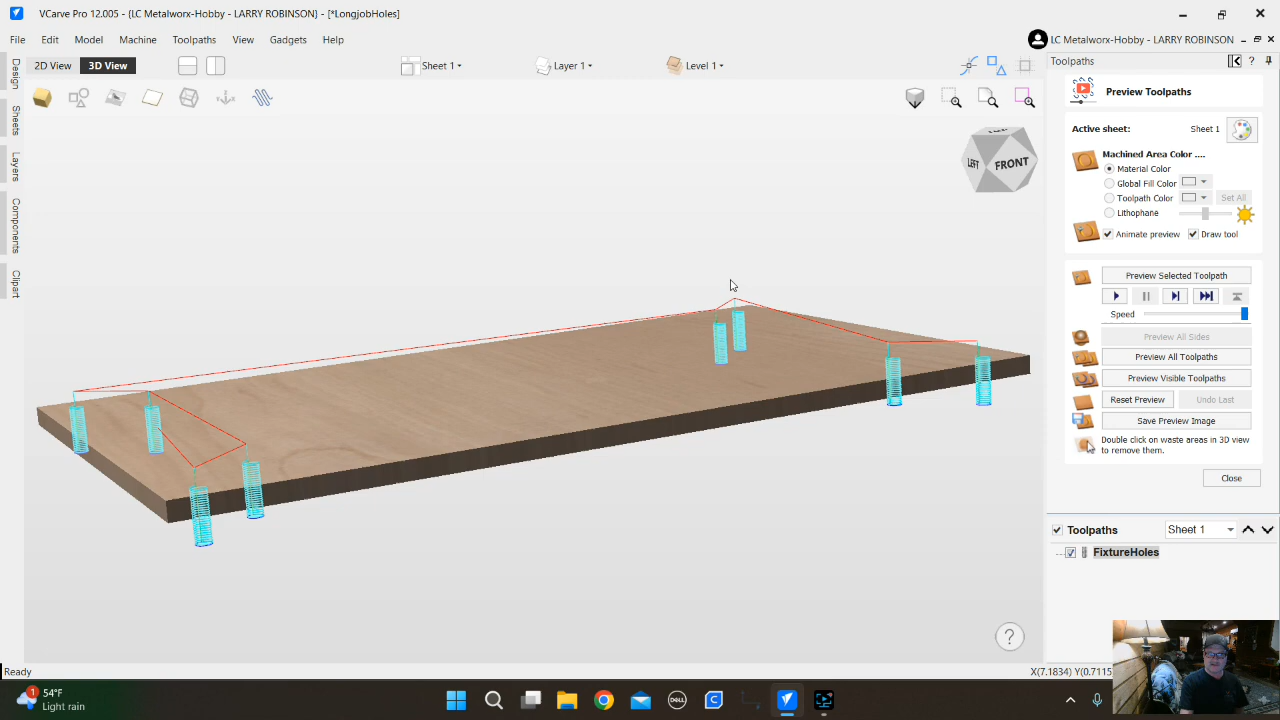 VCarve Pro 12.005 - {LC Metalworx-Hobby - LARRY ROBINSON} - [*LongjobHoles]
File Edit Model Machine Toolpaths View Gadgets Help
LC Metalworx-Hobby - LARRY ROBINSON
2D View 3D View Sheet 1 Layer 1 Level 1
Design
Sheets
Layers
Components
Clipart
LEFT
FRONT
Toolpaths
Preview Toolpaths
Active sheet: Sheet 1
Machined Area Color ....
Material Color
Global Fill Color
Toolpath Color Set All
Lithophane
Animate preview Draw tool
Preview Selected Toolpath
Speed
Preview All Sides
Preview All Toolpaths
Preview Visible Toolpaths
Reset Preview Undo Last
Save Preview Image
Double click on waste areas in 3D view
to remove them.
Close
Toolpaths Sheet 1
FixtureHoles
?
Ready
X(7.1834) Y(0.7115
1
54°F
Light rain
DELL